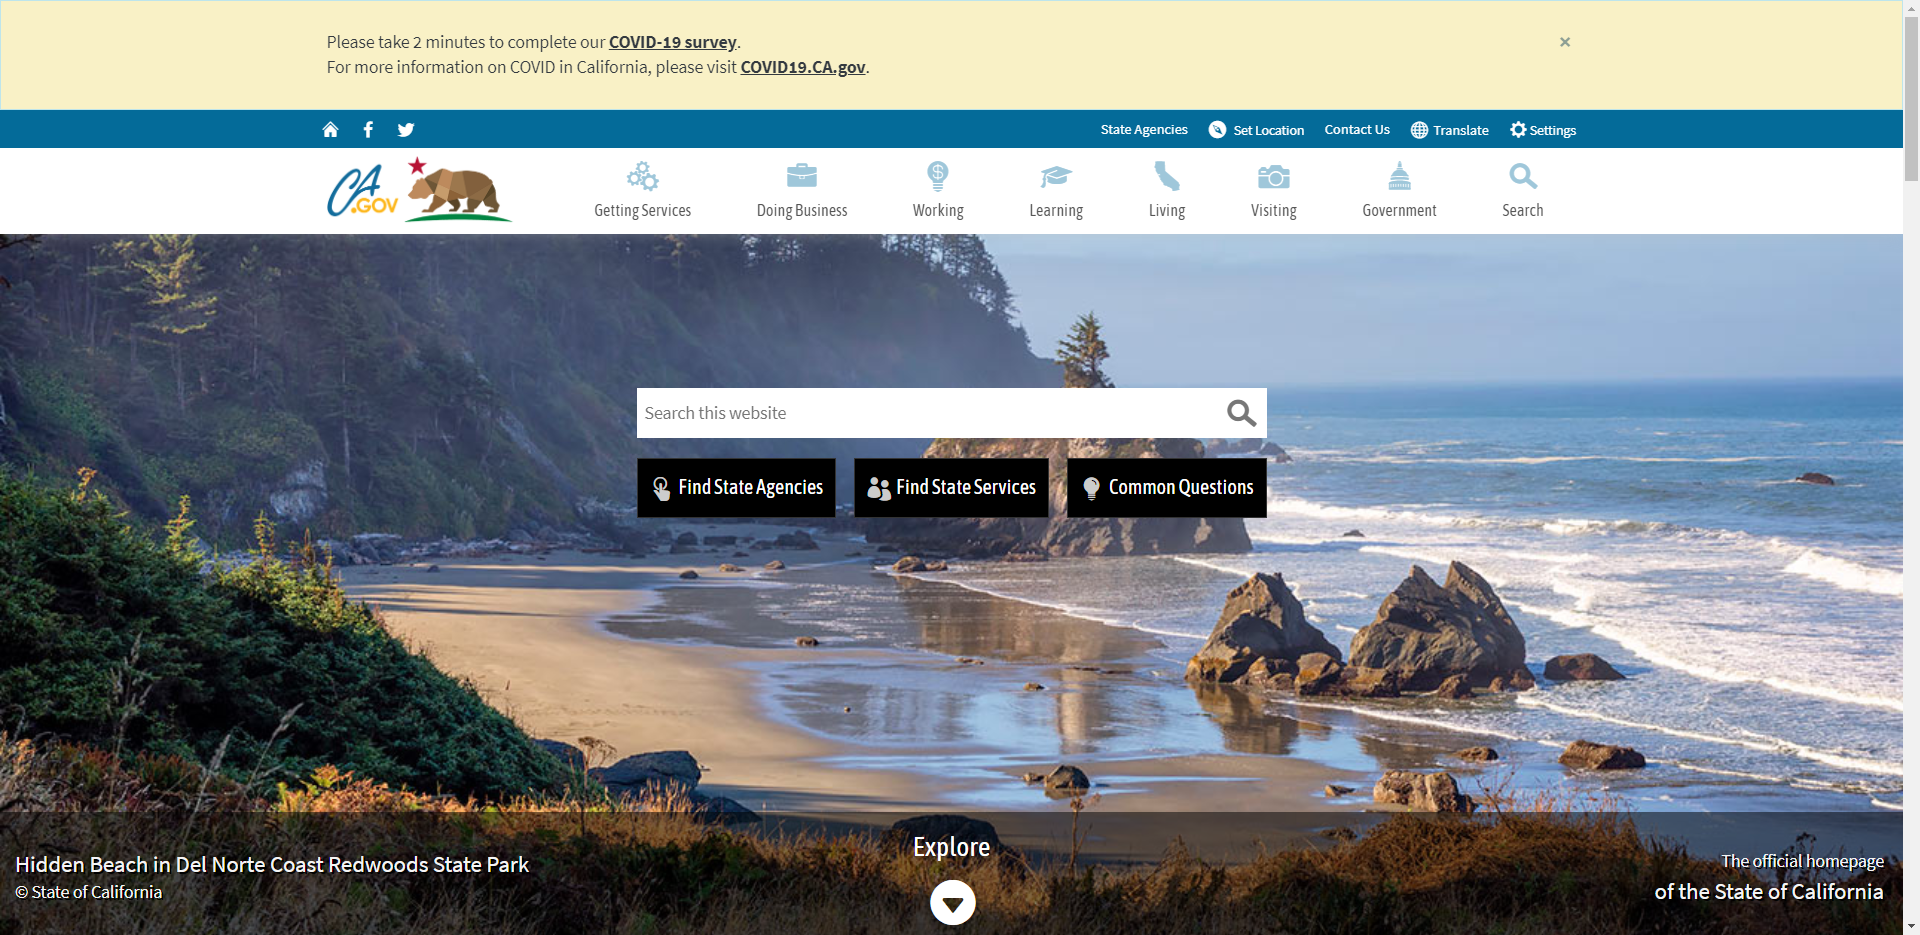 Please take 2 minutes to complete our COVID-19 survey.
For more information on COVID in California, please visit COVID19.CA.gov.
×
State Agencies
Set Location
Contact Us
Translate
Settings
CA.GOV
Getting Services
Doing Business
Working
Learning
Living
Visiting
Government
Search
Search this website
Find State Agencies
Find State Services
Common Questions
Explore
Hidden Beach in Del Norte Coast Redwoods State Park
© State of California
The official homepage
of the State of California